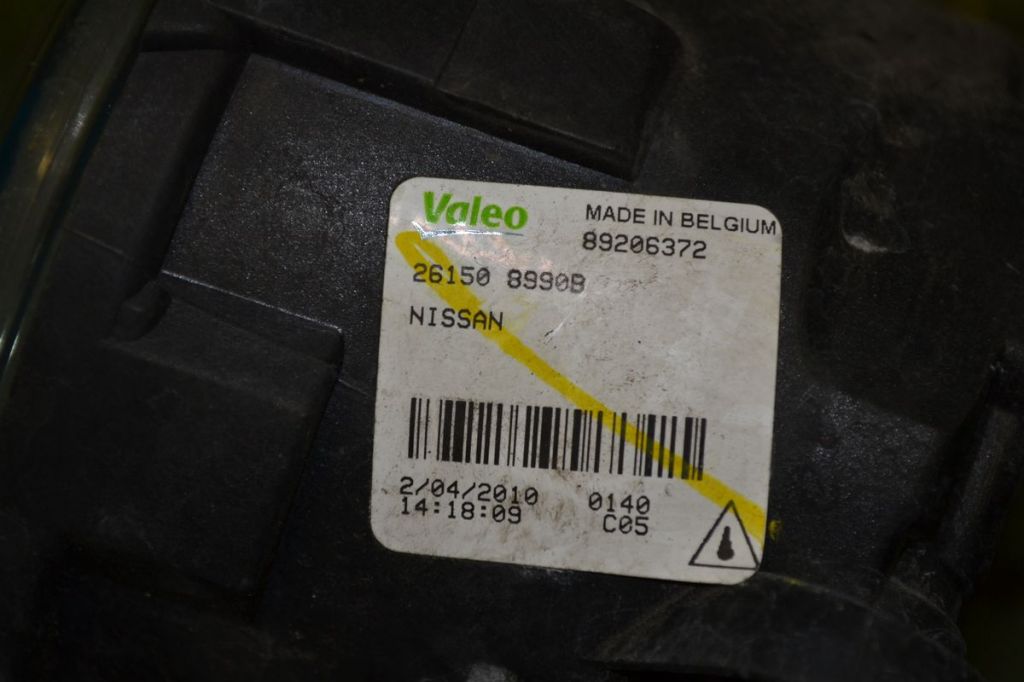 Valeo
MADE IN BELGIUM
89206372
26150 8990B
NISSAN
2/04/2010 0140
14:18:09 C05